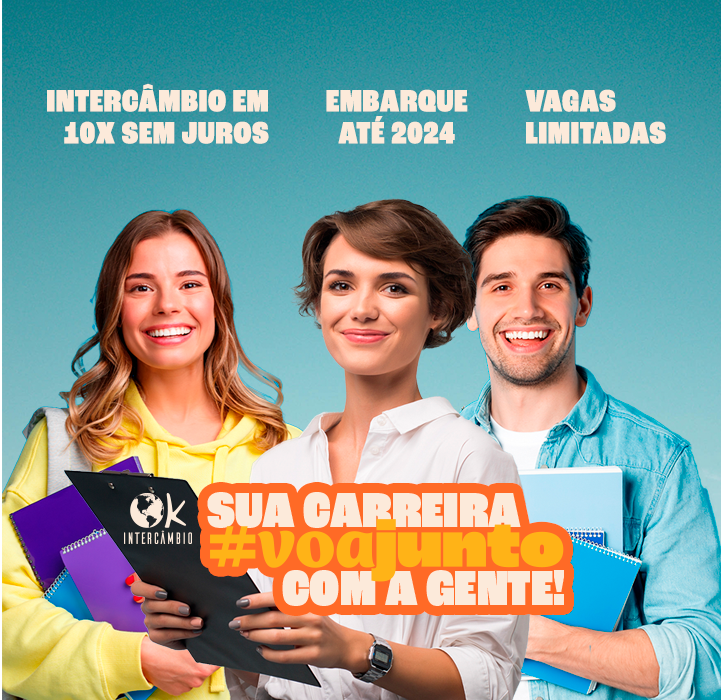 INTERCÂMBIO EM
10X SEM JUROS
EMBARQUE
ATÉ 2024
VAGAS
LIMITADAS
OK
INTERCÂMBIO
SUA CARREIRA
#voajunto
COM A GENTE!